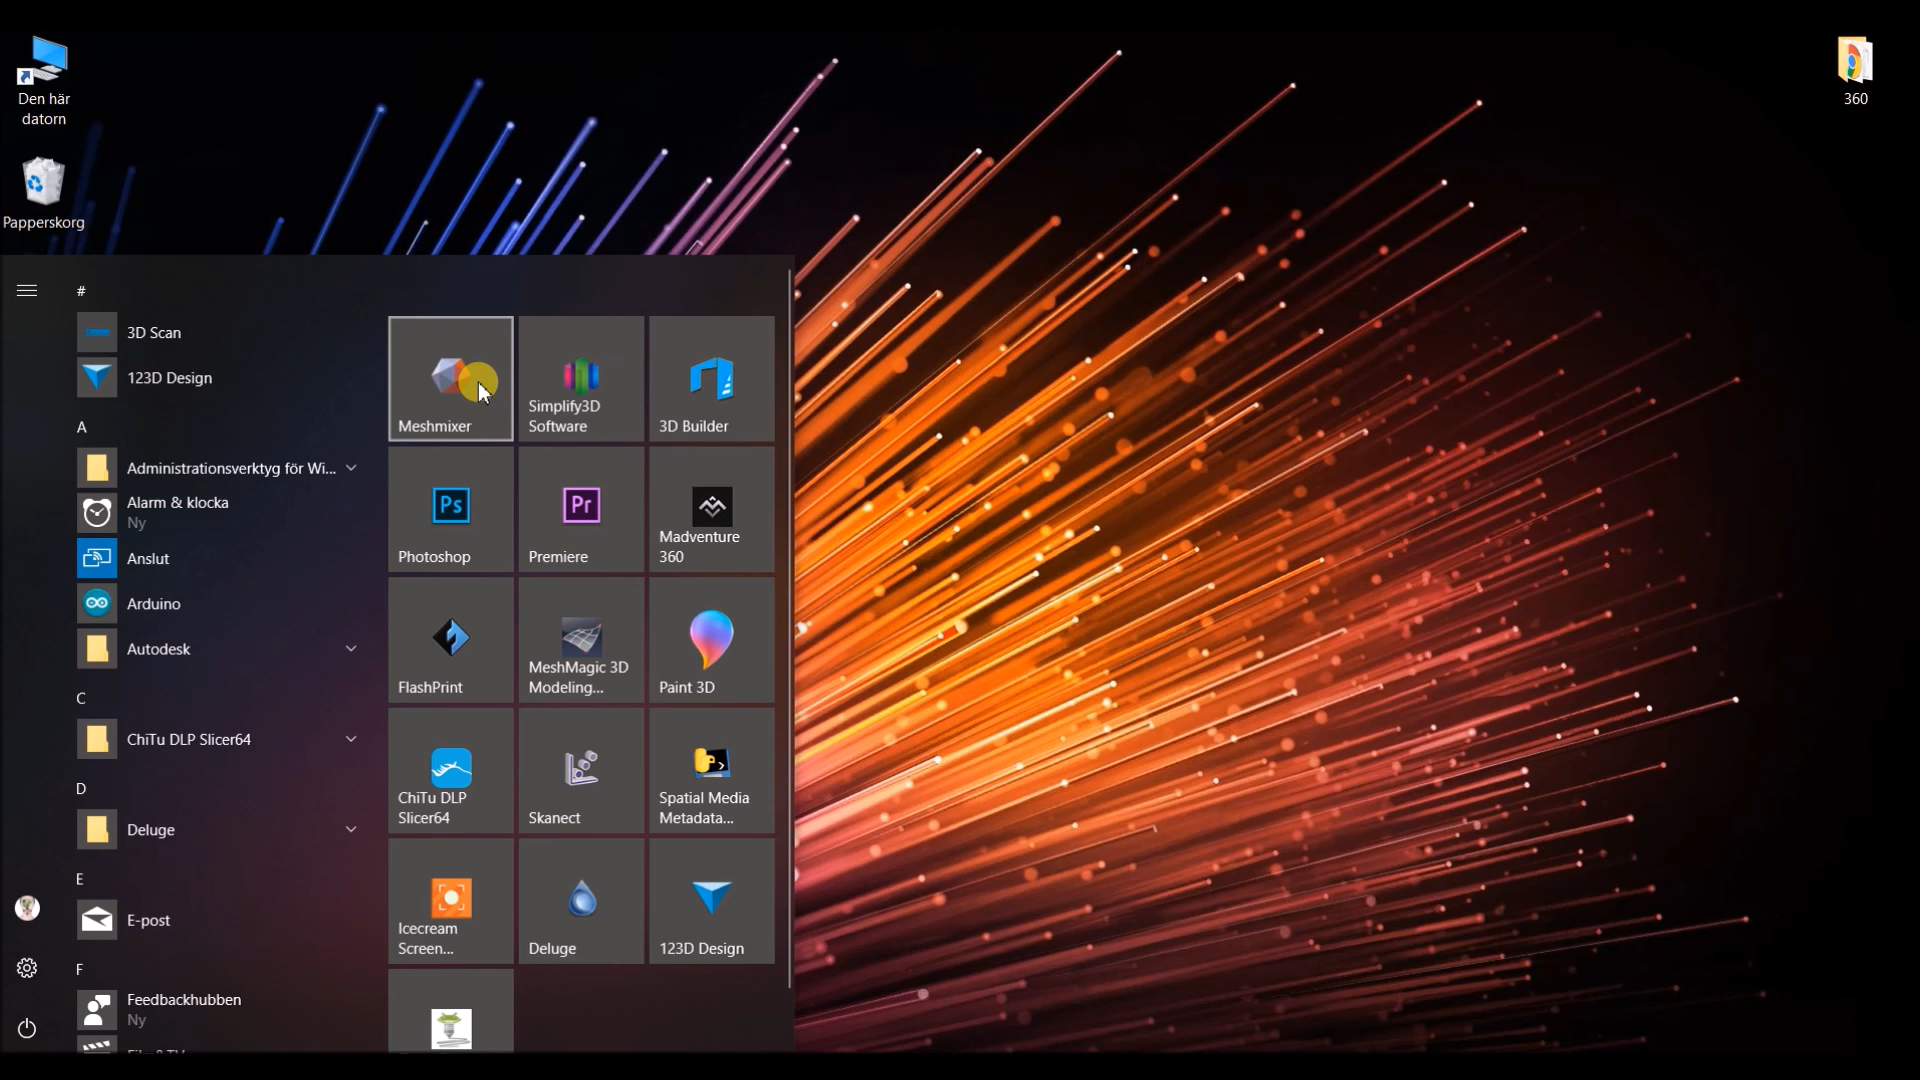 Den här
datorn
Papperskorg
360
#
3D Scan
123D Design
A
Administrationsverktyg för Wi...
Alarm & klocka
Ny
Anslut
Arduino
Autodesk
C
ChiTu DLP Slicer64
D
Deluge
E
E-post
F
Feedbackhubben
Ny
Meshmixer
Simplify3D
Software
3D Builder
Ps
Photoshop
Pr
Premiere
Madventure
360
FlashPrint
MeshMagic 3D
Modeling...
Paint 3D
ChiTu DLP
Slicer64
Skanect
Spatial Media
Metadata...
Icecream
Screen...
Deluge
123D Design